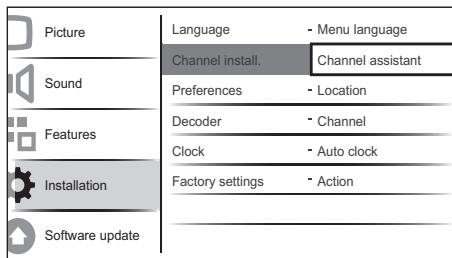 Picture
Sound
Features
Installation
Software update
Language - Menu language
Channel install. Channel assistant
Preferences - Location
Decoder - Channel
Clock - Auto clock
Factory settings - Action